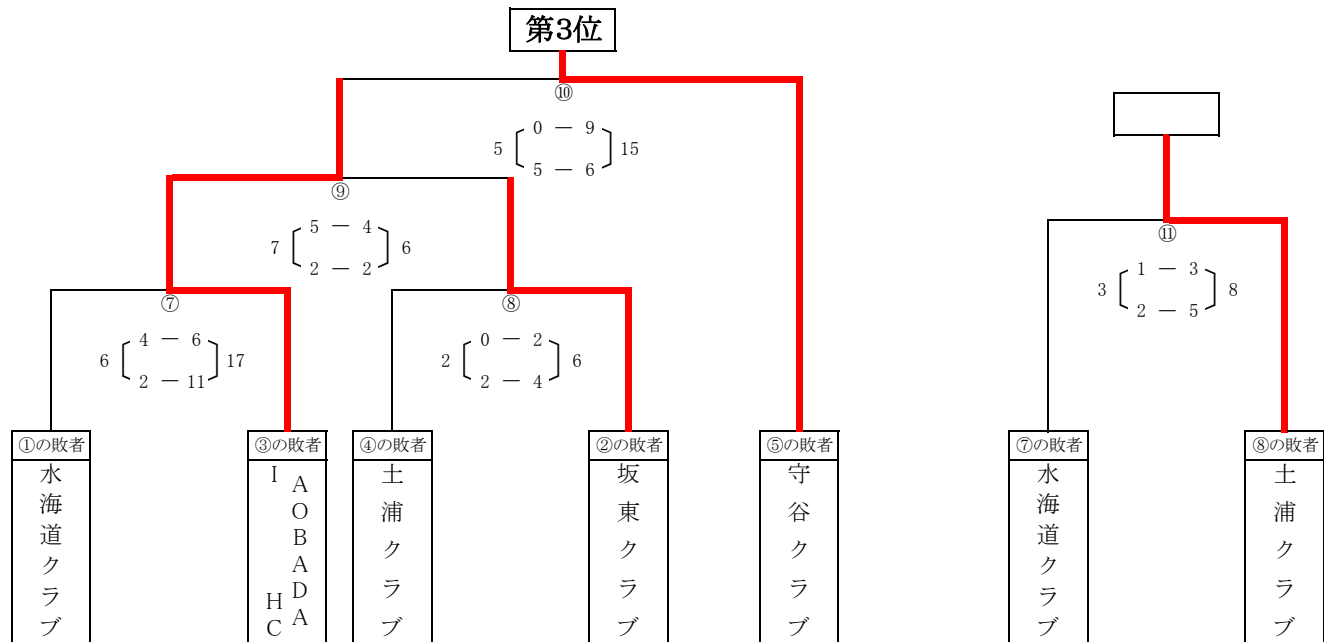 第3位
⑩
0 － 9
5 15
5 － 6
⑨
5 － 4
7 6
2 － 2
⑪
1 － 3
3 8
2 － 5
⑦
4 － 6
6 17
2 － 11
⑧
0 － 2
2 6
2 － 4
①の敗者
水海道クラブ
③の敗者
AOBADA
I HC
④の敗者
土浦クラブ
②の敗者
坂東クラブ
⑤の敗者
守谷クラブ
⑦の敗者
水海道クラブ
⑧の敗者
土浦クラブ